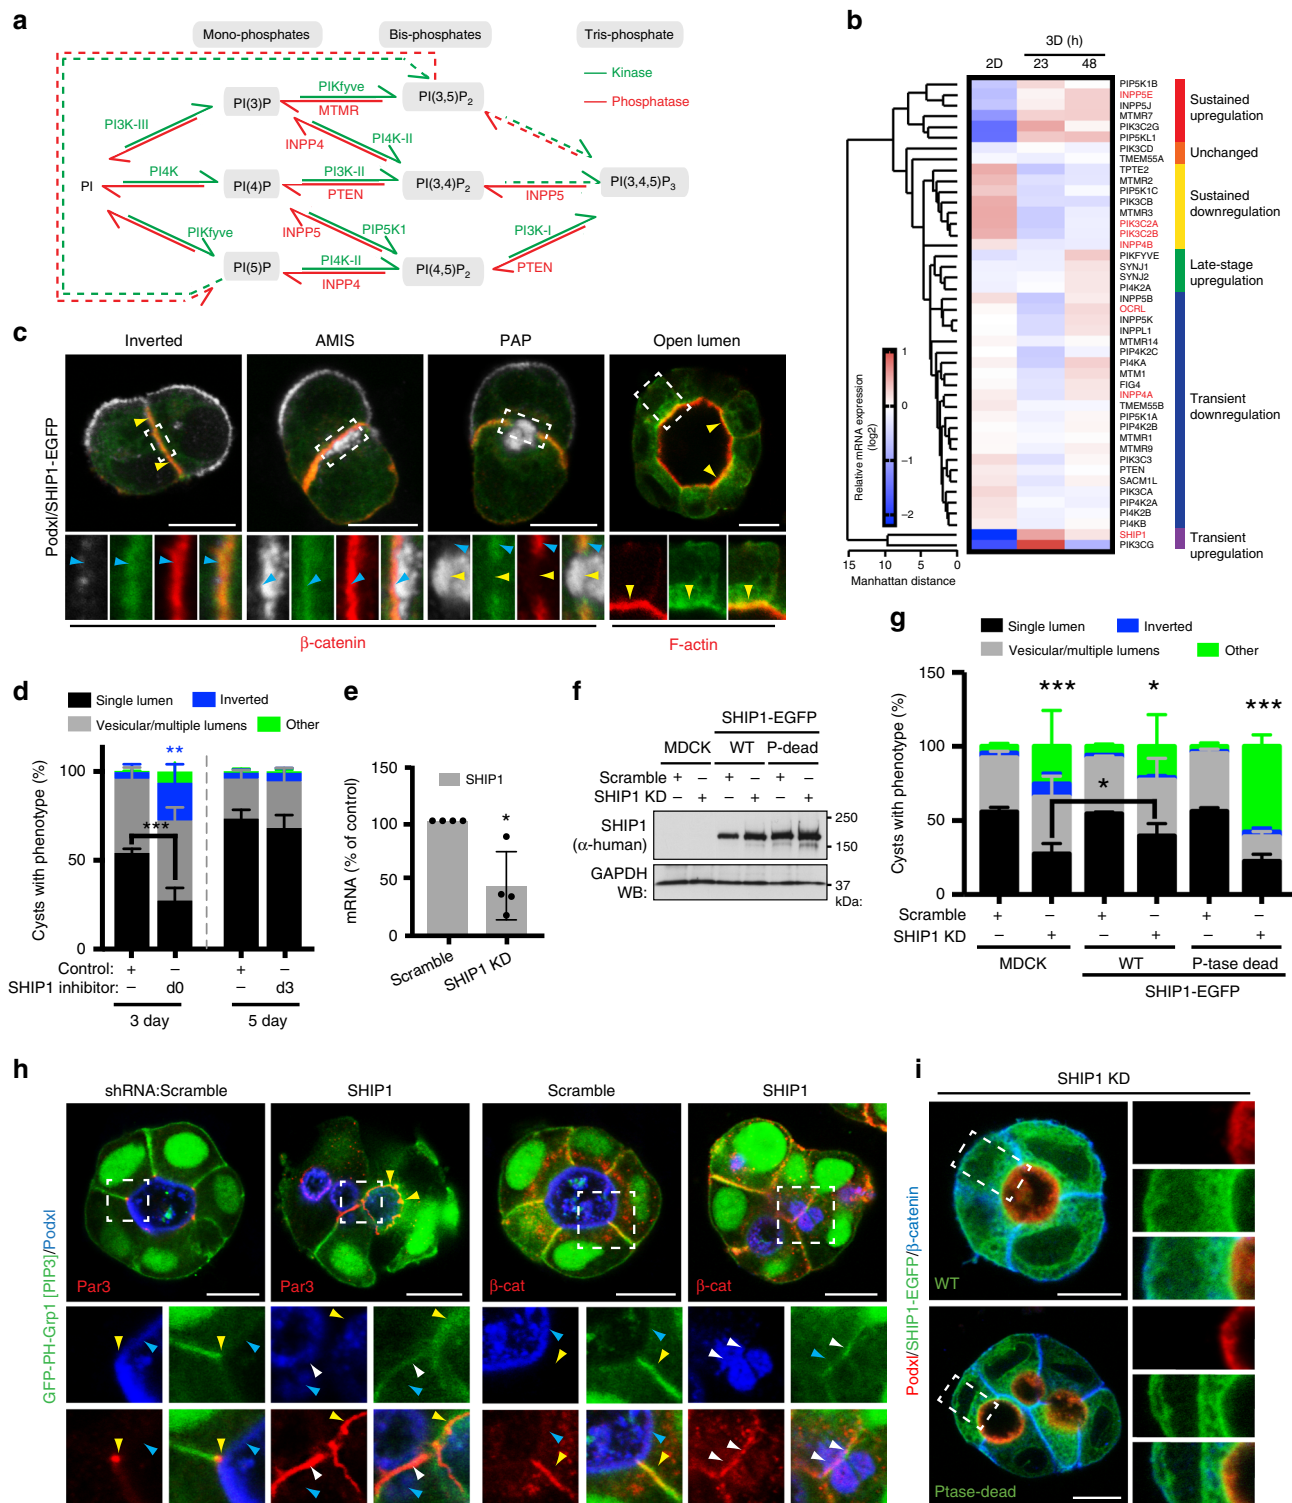 a
Mono-phosphates
Bis-phosphates
Tris-phosphate
Kinase
Phosphatase
PI
PI3K-III
PI(3)P
PIKfyve
MTMR
PI(3,5)P2
INPP4
PI4K-II
PI4K
PI(4)P
PI3K-II
PTEN
PI(3,4)P2
INPP5
PI(3,4,5)P3
PIKfyve
INPP5
PIP5K1
PI3K-I
PI(5)P
PI4K-II
INPP4
PI(4,5)P2
PTEN
b
3D (h)
2D 23 48
PIP5K1B
INPP5E
INPP5J
MTMR7
PIK3C2G
PIP5KL1
PIK3CD
TMEM55A
TPTE2
MTMR2
PIP5K1C
PIK3CB
MTMR3
PIK3C2A
PIK3C2B
INPP4B
PIKFYVE
SYNJ1
SYNJ2
PI4K2A
INPP5B
OCRL
INPP5K
INPPL1
MTMR14
PIP4K2C
PI4KA
MTM1
FIG4
INPP4A
TMEM55B
PIP5K1A
PIP4K2B
MTMR1
MTMR9
PIK3C3
PTEN
SACM1L
PIK3CA
PIP4K2A
PI4K2B
PI4KB
SHIP1
PIK3CG
Sustained
upregulation
Unchanged
Sustained
downregulation
Late-stage
upregulation
Transient
downregulation
Transient
upregulation
Relative mRNA expression
(log2)
1
0
−1
−2
15 10 5 0
Manhattan distance
c
Inverted
AMIS
PAP
Open lumen
Podxl/SHIP1-EGFP
β-catenin
F-actin
d
Single lumen
Inverted
Vesicular/multiple lumens
Other
Cysts with phenotype (%)
100
50
0
**
***
Control: + − + −
SHIP1 inhibitor: − d0 − d3
3 day
5 day
e
mRNA (% of control)
150
100
50
0
SHIP1
*
Scramble
SHIP1 KD
f
SHIP1-EGFP
MDCK WT P-dead
Scramble + − + − + −
SHIP1 KD − + − + − +
SHIP1
(α-human)
250
150
GAPDH
WB:
37
kDa:
g
Single lumen
Inverted
Vesicular/multiple lumens
Other
Cysts with phenotype (%)
150
100
50
0
***
*
***
*
Scramble + − + − + −
SHIP1 KD − + − + − +
MDCK
WT
P-tase dead
SHIP1-EGFP
h
shRNA:Scramble
SHIP1
Scramble
SHIP1
GFP-PH-Grp1 [PIP3]/Podxl
Par3
Par3
β-cat
β-cat
i
SHIP1 KD
Podxl/SHIP1-EGFP/β-catenin
WT
Ptase-dead